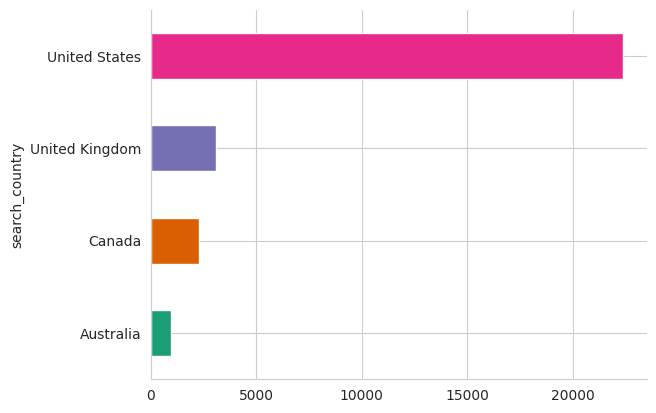 United States
United Kingdom
search_country
Canada
Australia
0 5000 10000 15000 20000